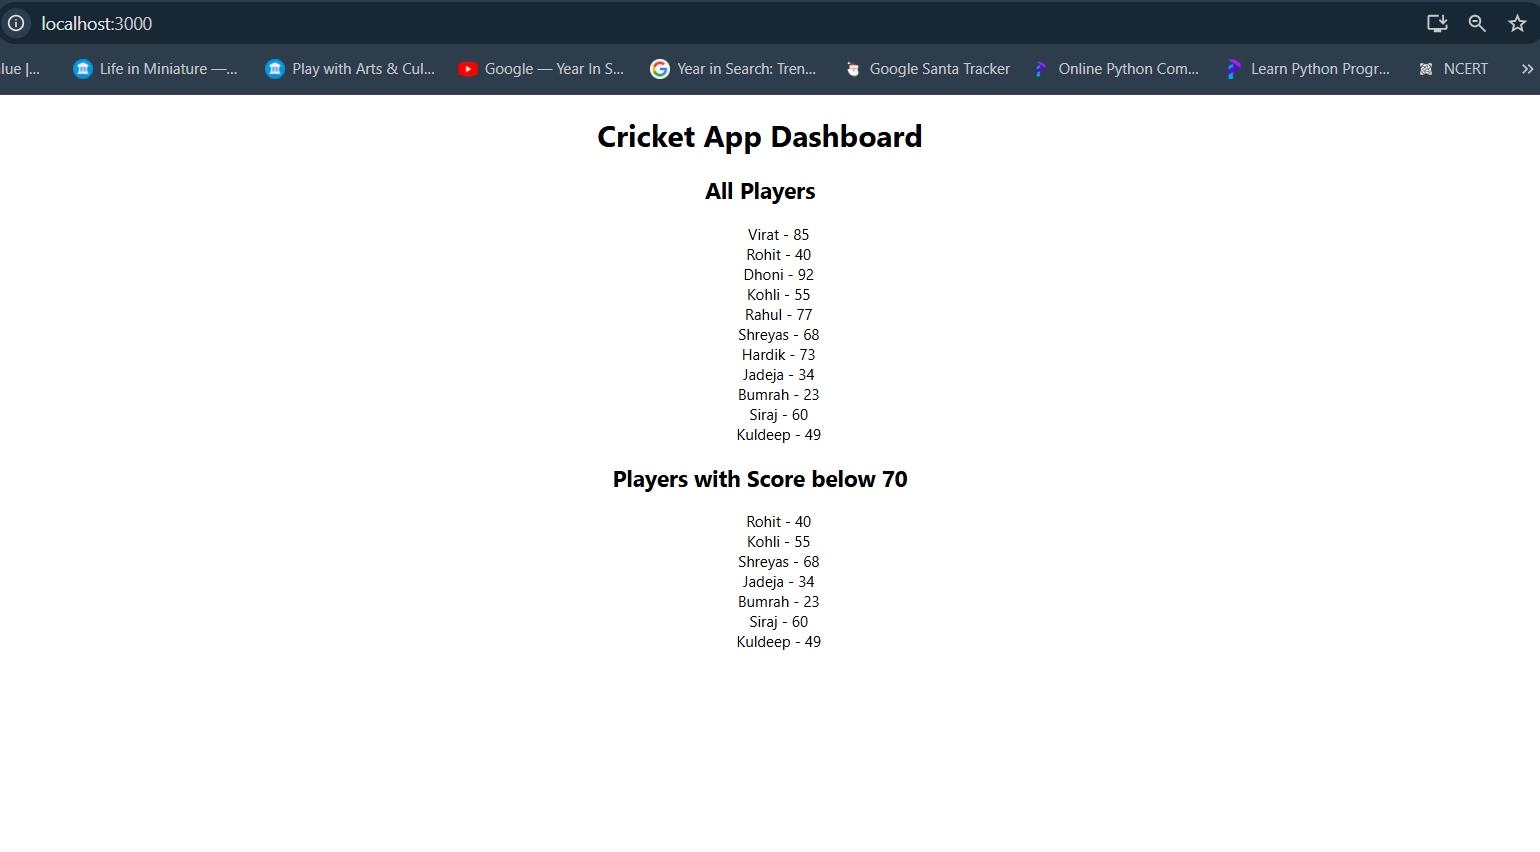 localhost:3000
lue |... Life in Miniature —... Play with Arts & Cul... Google — Year In S... Year in Search: Tren... Google Santa Tracker Online Python Com... Learn Python Progr... NCERT »
Cricket App Dashboard
All Players
Virat - 85
Rohit - 40
Dhoni - 92
Kohli - 55
Rahul - 77
Shreyas - 68
Hardik - 73
Jadeja - 34
Bumrah - 23
Siraj - 60
Kuldeep - 49
Players with Score below 70
Rohit - 40
Kohli - 55
Shreyas - 68
Jadeja - 34
Bumrah - 23
Siraj - 60
Kuldeep - 49